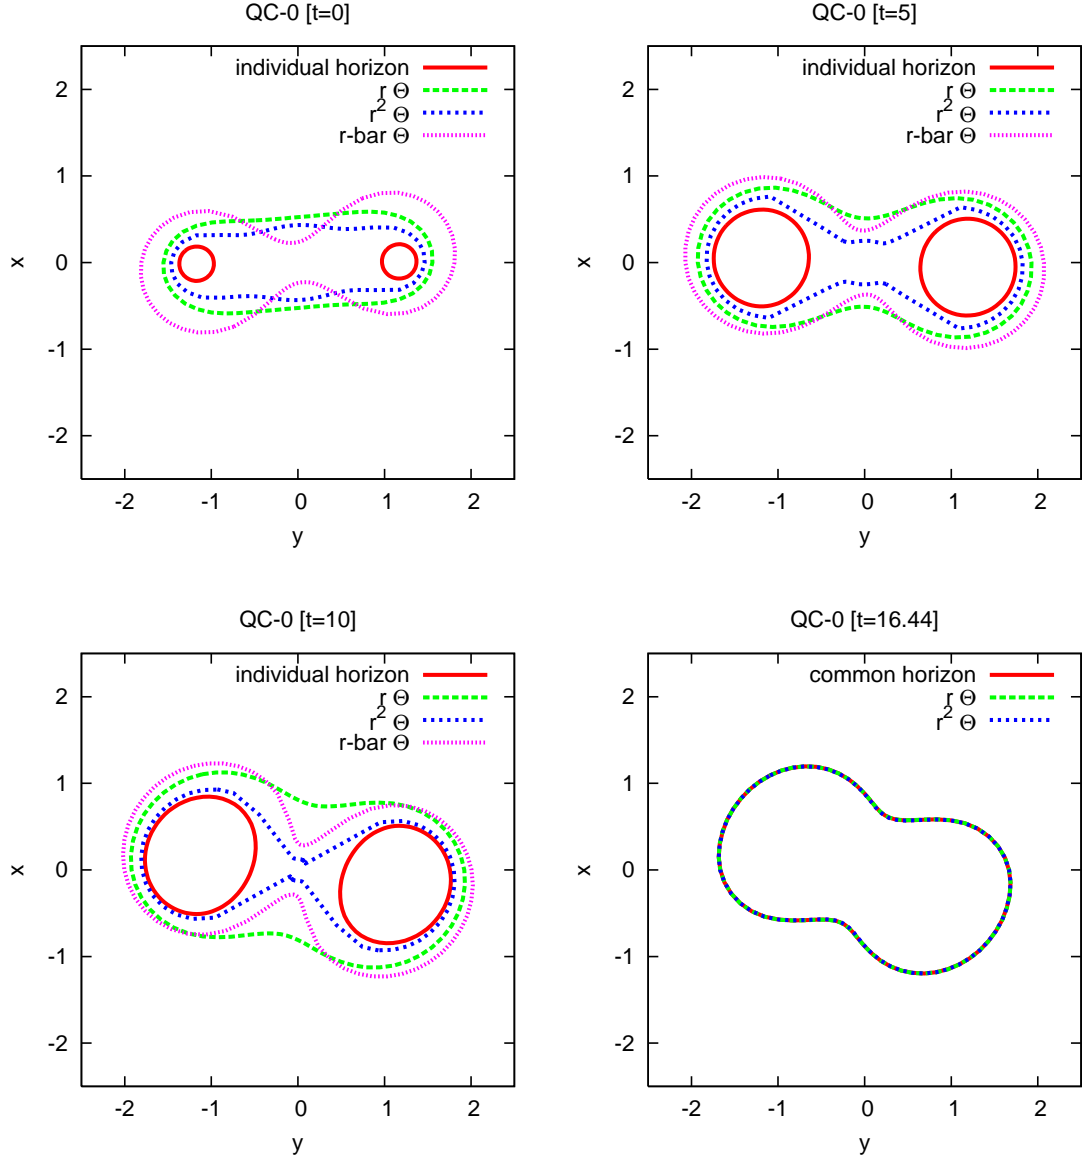 QC-0 [t=0]
individual horizon
r Θ
r² Θ
r-bar Θ
2
1
0
-1
-2
x
-2 -1 0 1 2
y
QC-0 [t=5]
individual horizon
r Θ
r² Θ
r-bar Θ
2
1
0
-1
-2
x
-2 -1 0 1 2
y
QC-0 [t=10]
individual horizon
r Θ
r² Θ
r-bar Θ
2
1
0
-1
-2
x
-2 -1 0 1 2
y
QC-0 [t=16.44]
common horizon
r Θ
r² Θ
2
1
0
-1
-2
x
-2 -1 0 1 2
y